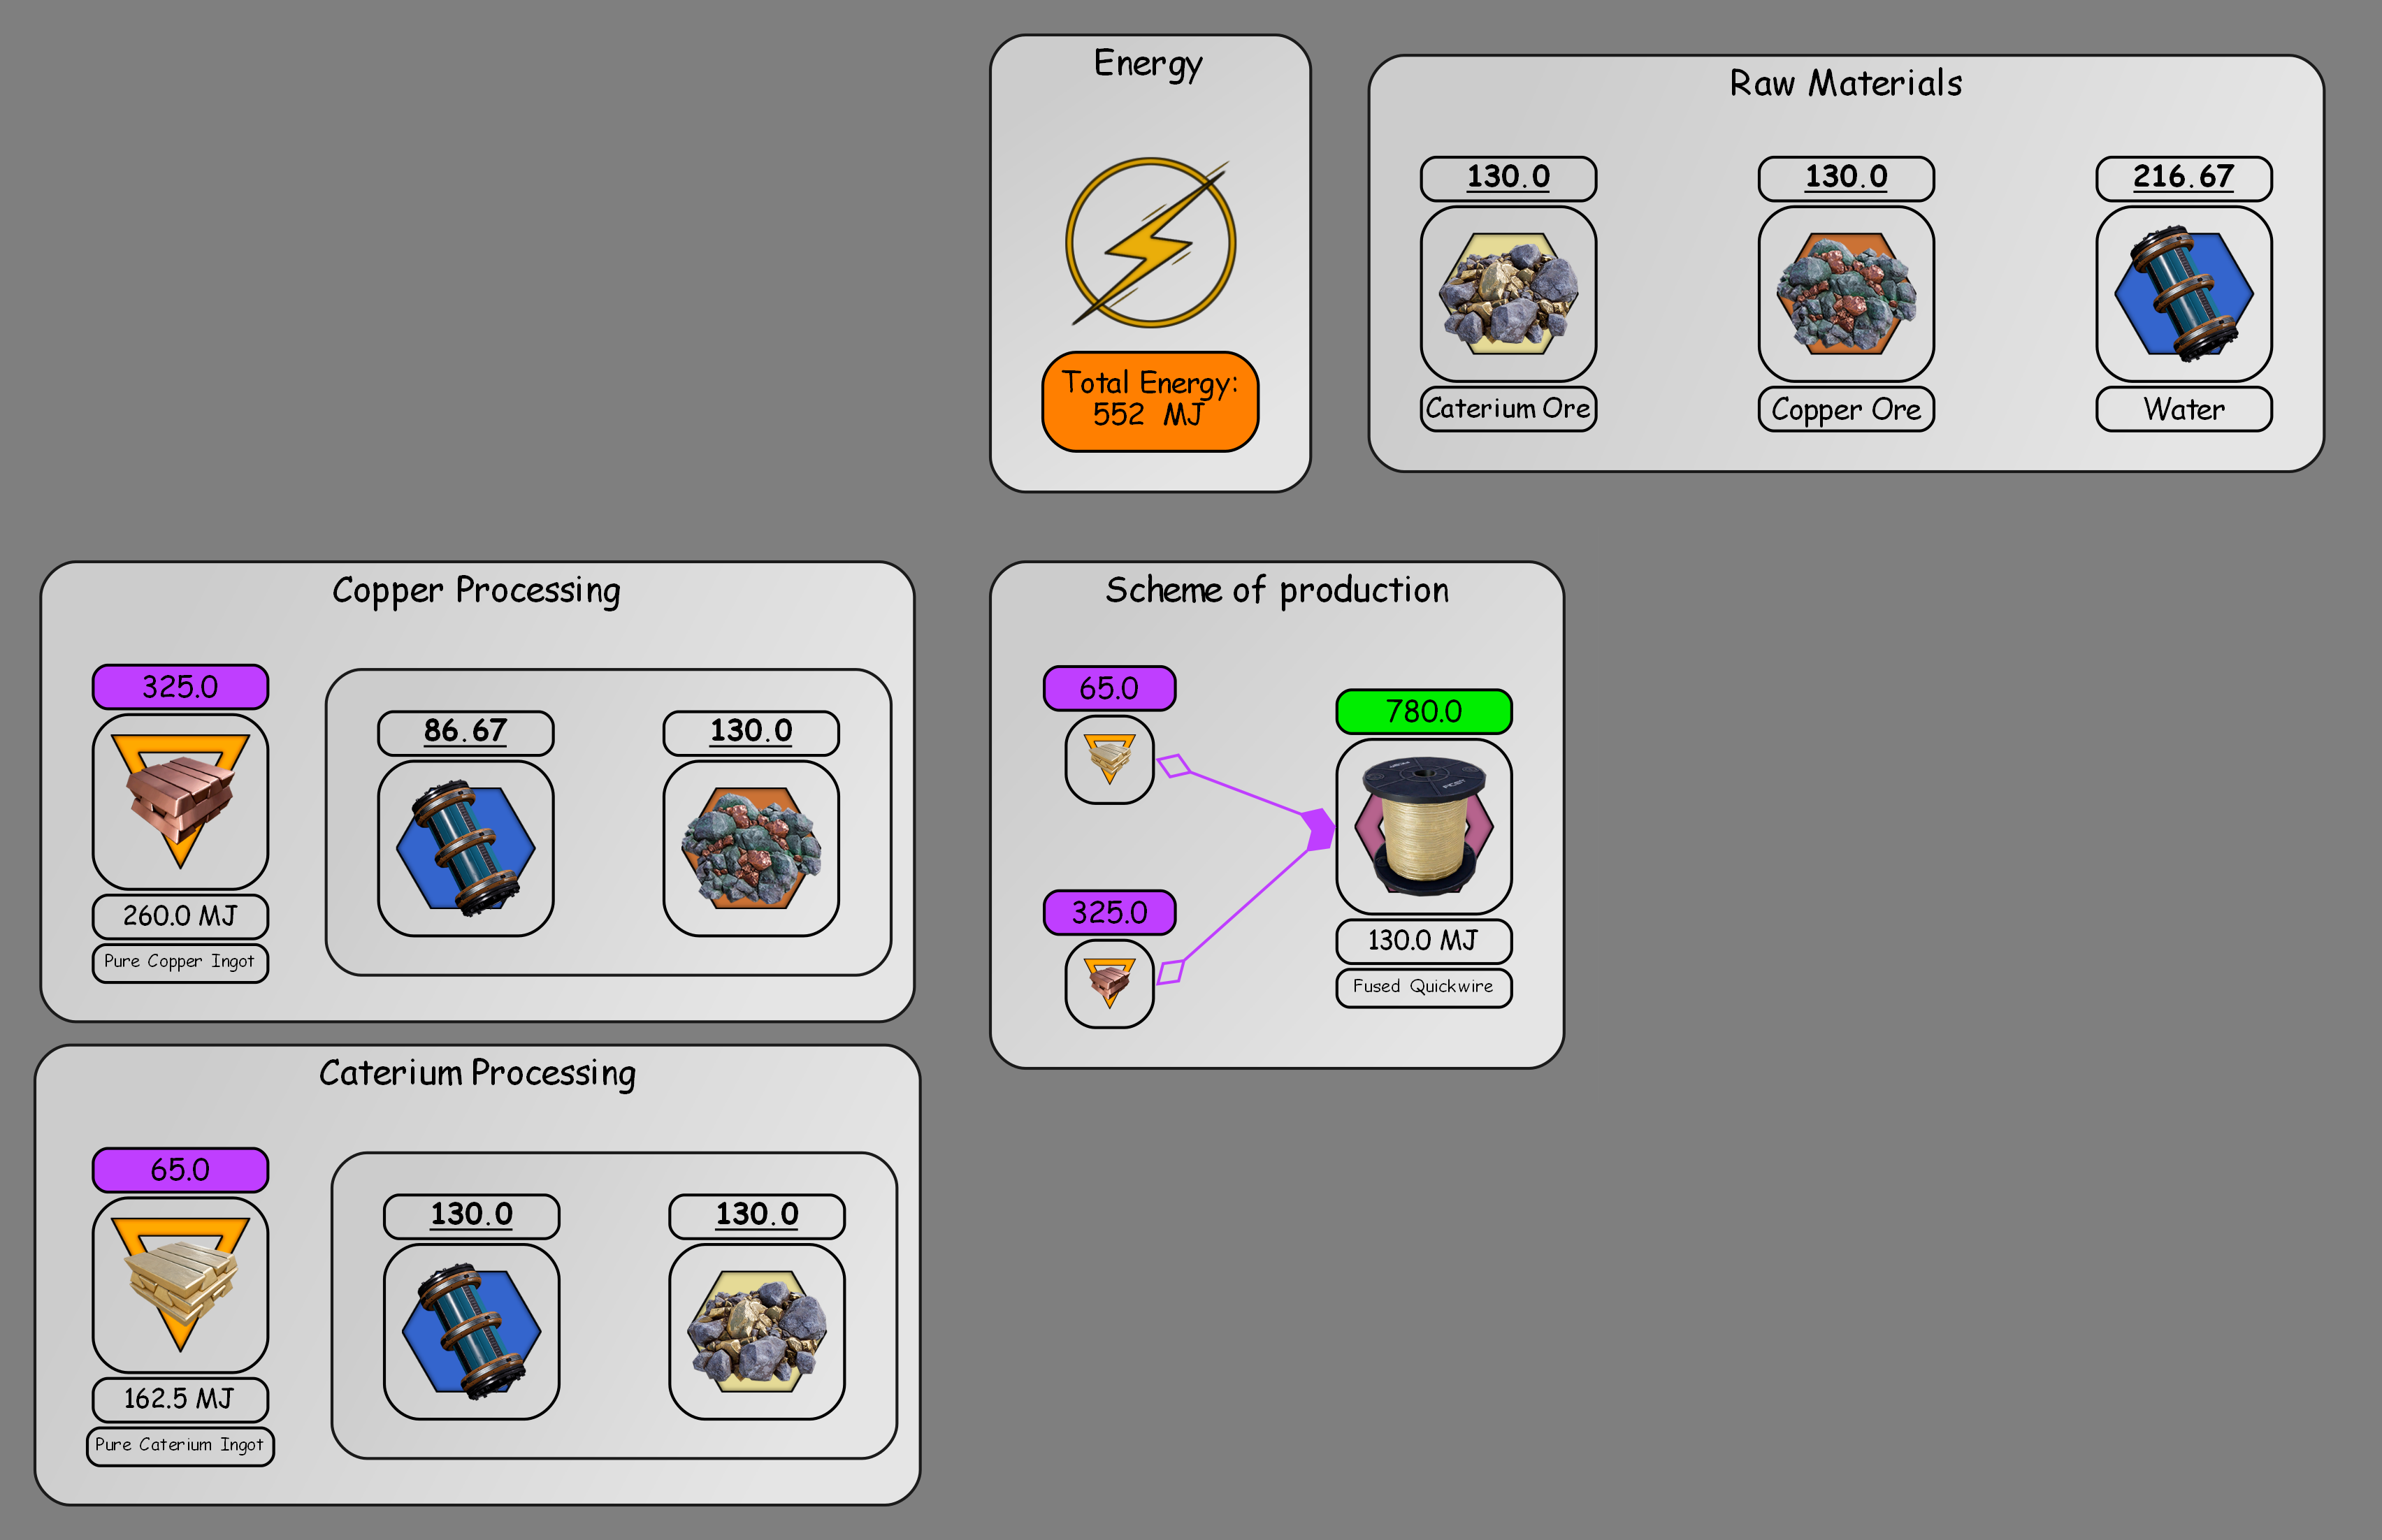 Energy
Total Energy:
552 MJ
Raw Materials
130.0
130.0
216.67
Caterium Ore
Copper Ore
Water
Copper Processing
325.0
260.0 MJ
Pure Copper Ingot
86.67
130.0
Scheme of production
65.0
325.0
780.0
130.0 MJ
Fused Quickwire
Caterium Processing
65.0
162.5 MJ
Pure Caterium Ingot
130.0
130.0